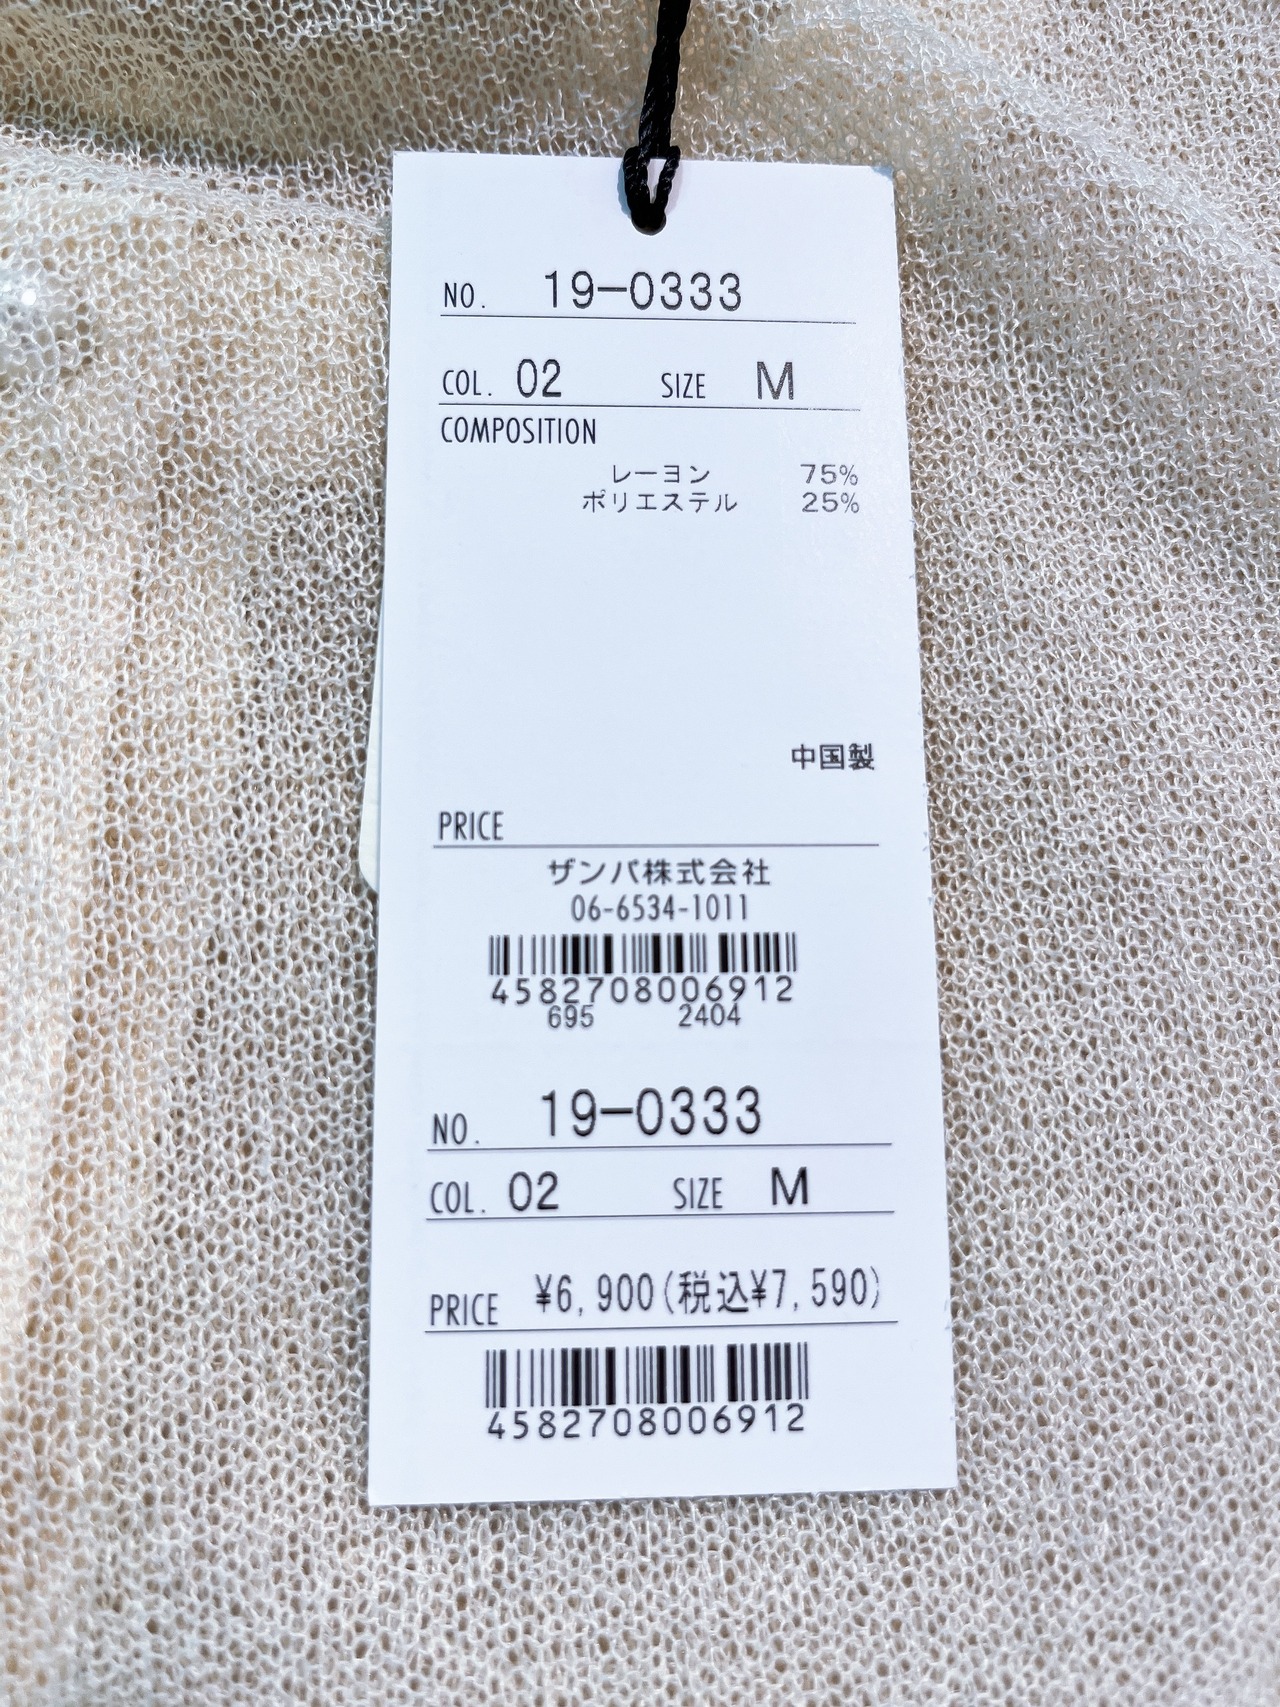 NO. 19-0333
COL. 02 SIZE M
COMPOSITION
レーヨン 75%
ポリエステル 25%
中国製
PRICE
ザンパ株式会社
06-6534-1011
4582708006912
695 2404
NO. 19-0333
COL. 02 SIZE M
PRICE ¥6,900(税込¥7,590)
4582708006912